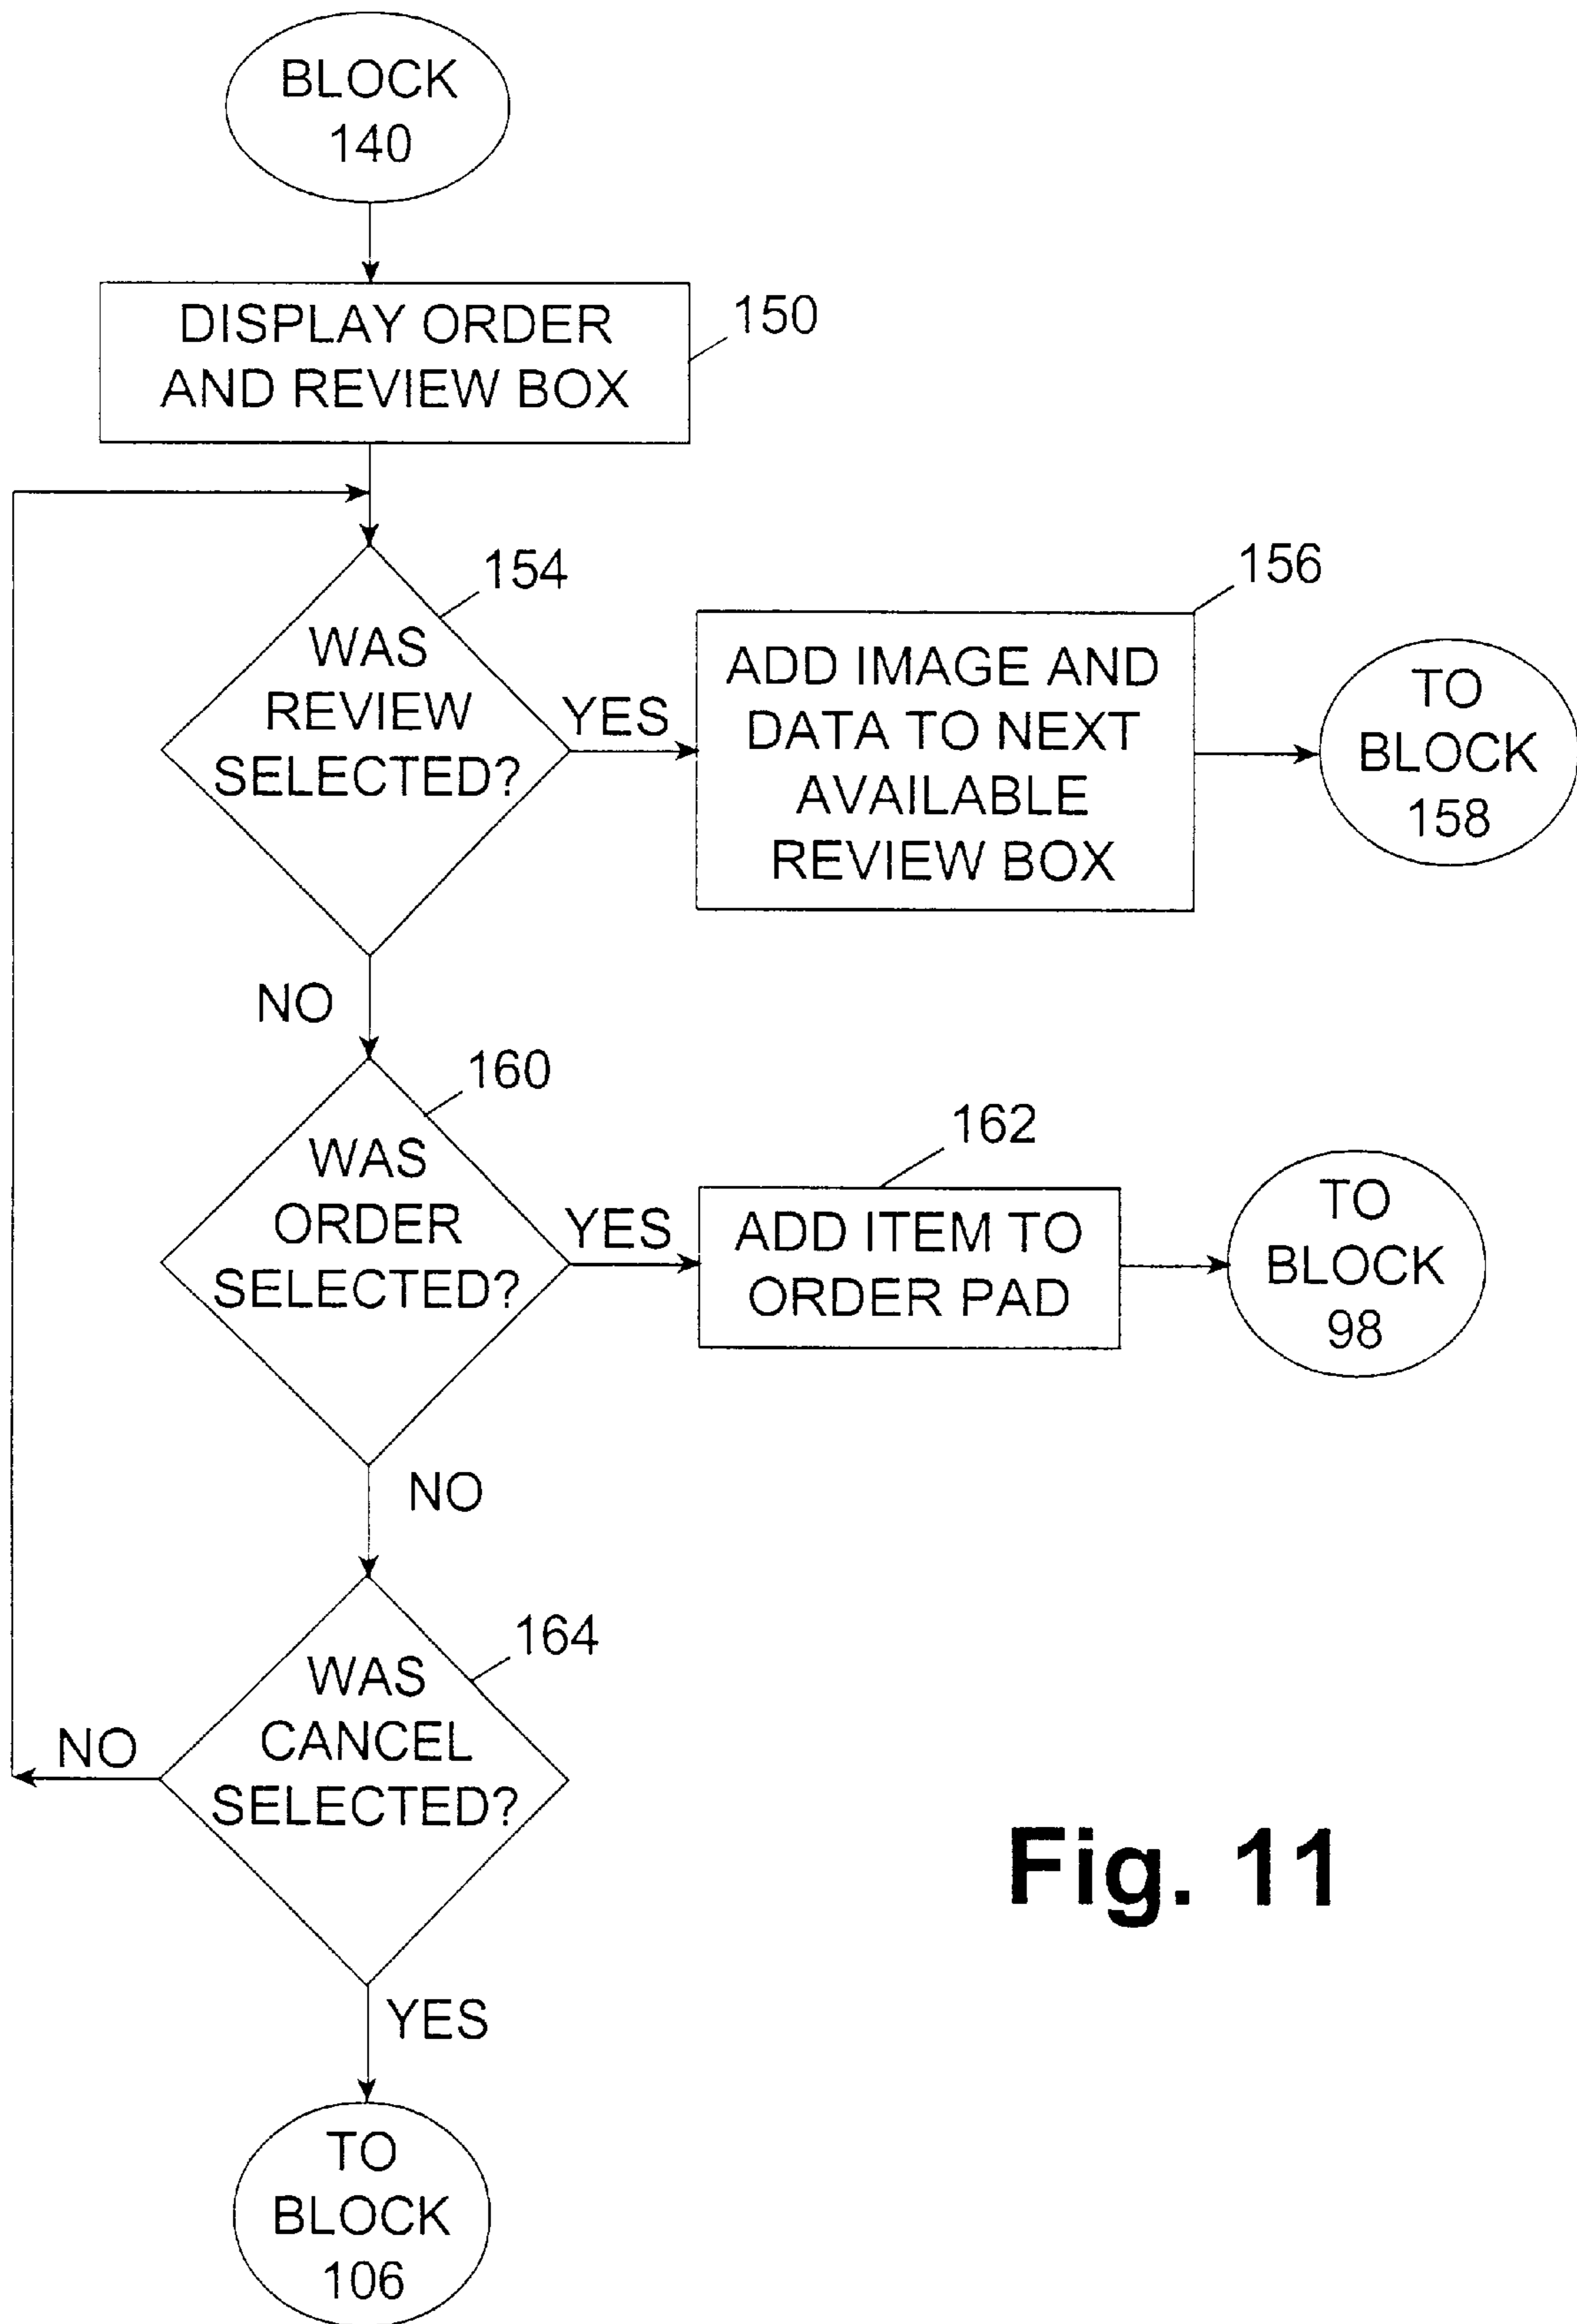 BLOCK
140
DISPLAY ORDER
AND REVIEW BOX
150
WAS
REVIEW
SELECTED?
154
YES
ADD IMAGE AND
DATA TO NEXT
AVAILABLE
REVIEW BOX
156
TO
BLOCK
158
NO
WAS
ORDER
SELECTED?
160
YES
ADD ITEM TO
ORDER PAD
162
TO
BLOCK
98
NO
WAS
CANCEL
SELECTED?
164
NO
YES
TO
BLOCK
106
Fig. 11